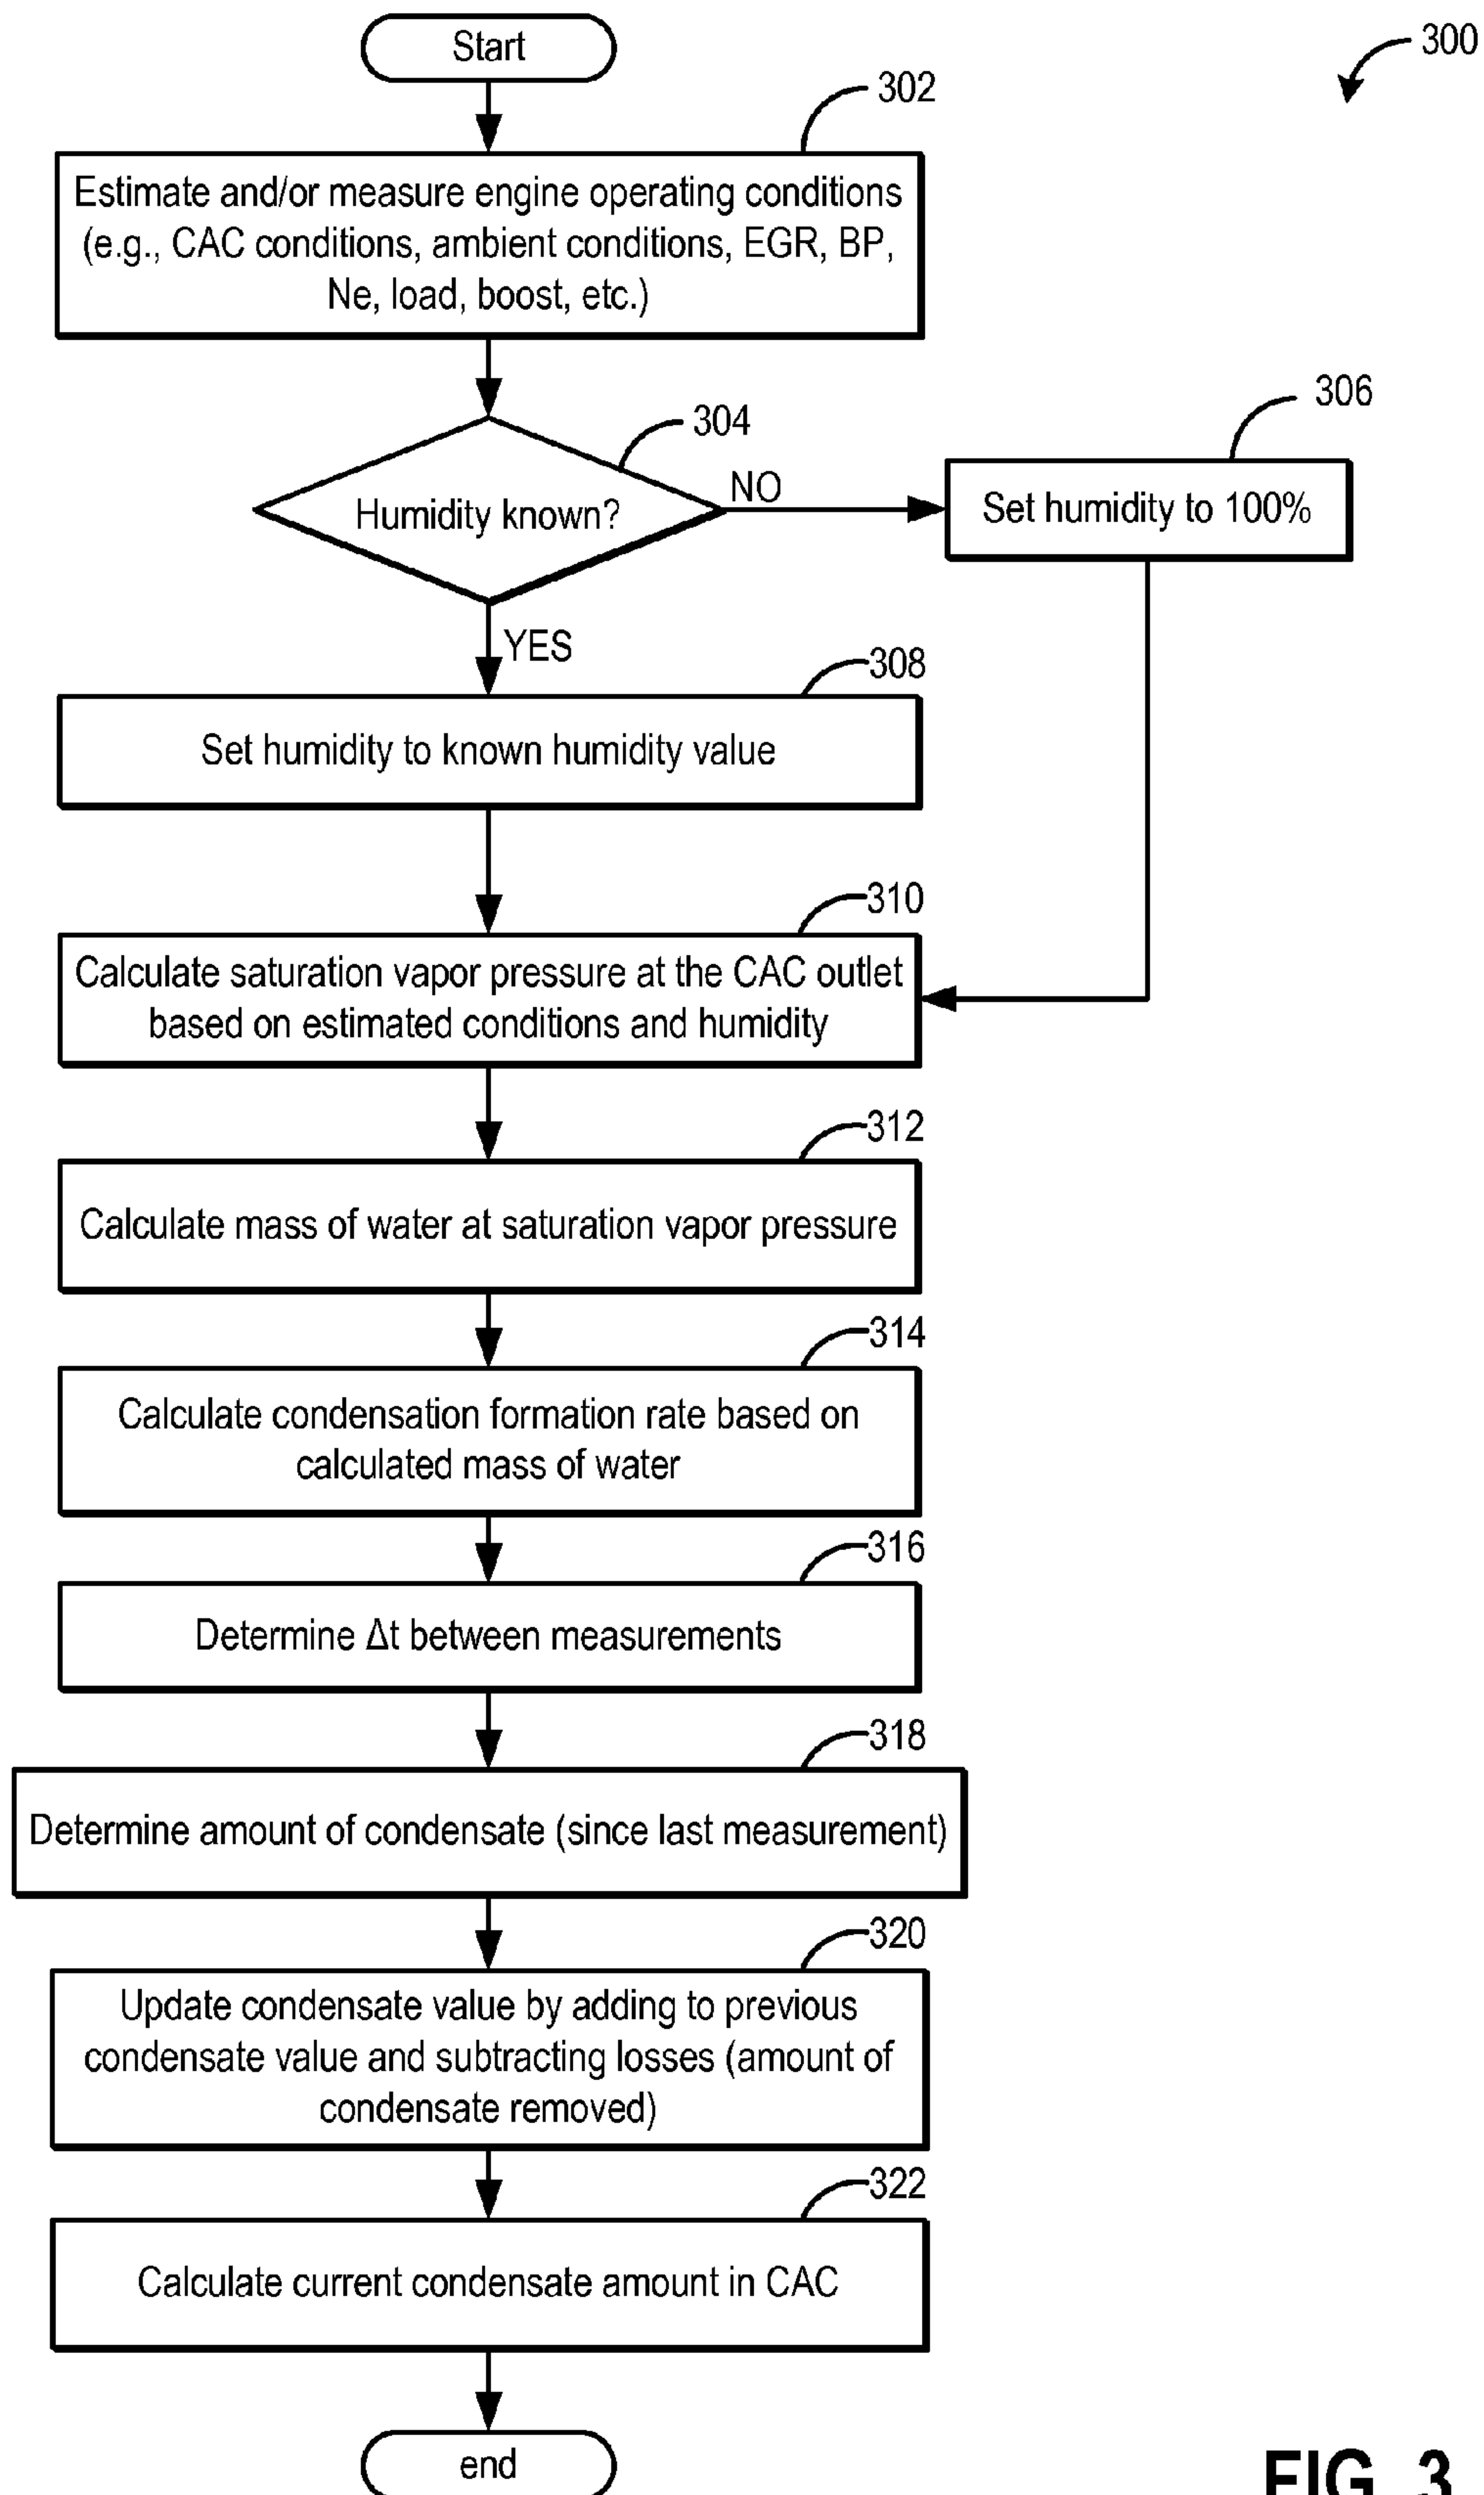 Start
300
302
Estimate and/or measure engine operating conditions
(e.g., CAC conditions, ambient conditions, EGR, BP,
Ne, load, boost, etc.)
304
306
Humidity known?
NO
Set humidity to 100%
YES
308
Set humidity to known humidity value
310
Calculate saturation vapor pressure at the CAC outlet
based on estimated conditions and humidity
312
Calculate mass of water at saturation vapor pressure
314
Calculate condensation formation rate based on
calculated mass of water
316
Determine Δt between measurements
318
Determine amount of condensate (since last measurement)
320
Update condensate value by adding to previous
condensate value and subtracting losses (amount of
condensate removed)
322
Calculate current condensate amount in CAC
end
FIG. 3